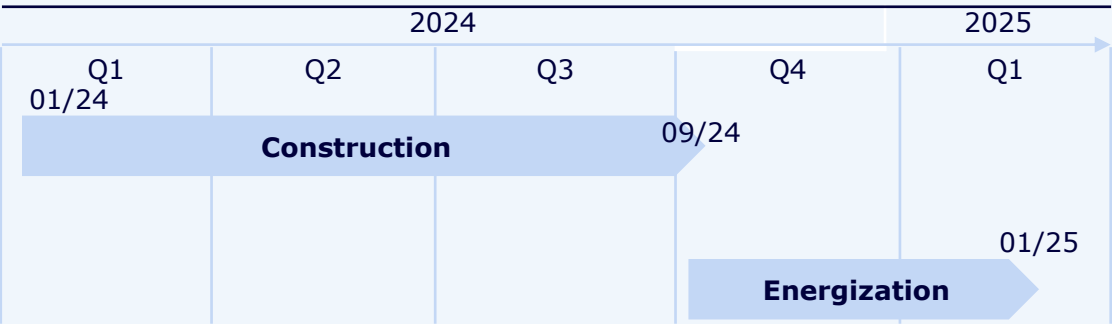 2024 2025
Q1 Q2 Q3 Q4 Q1
01/24
Construction 09/24
01/25
Energization